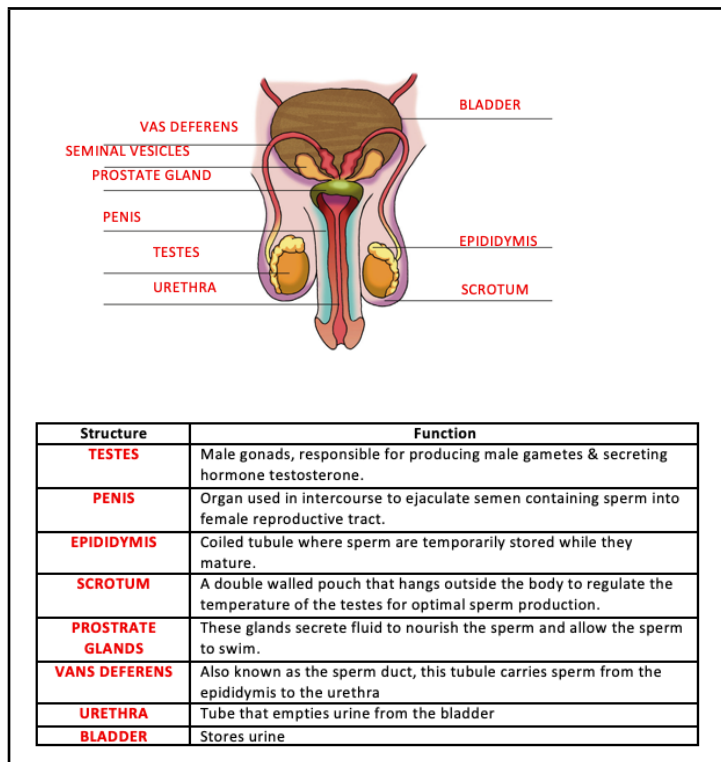 BLADDER
VAS DEFERENS
SEMINAL VESICLES
PROSTATE GLAND
PENIS
EPIDIDYMIS
TESTES
URETHRA
SCROTUM
Structure Function
TESTES Male gonads, responsible for producing male gametes & secreting
hormone testosterone.
PENIS Organ used in intercourse to ejaculate semen containing sperm into
female reproductive tract.
EPIDIDYMIS Coiled tubule where sperm are temporarily stored while they
mature.
SCROTUM A double walled pouch that hangs outside the body to regulate the
temperature of the testes for optimal sperm production.
PROSTRATE These glands secrete fluid to nourish the sperm and allow the sperm
GLANDS to swim.
VANS DEFERENS Also known as the sperm duct, this tubule carries sperm from the
epididymis to the urethra
URETHRA Tube that empties urine from the bladder
BLADDER Stores urine